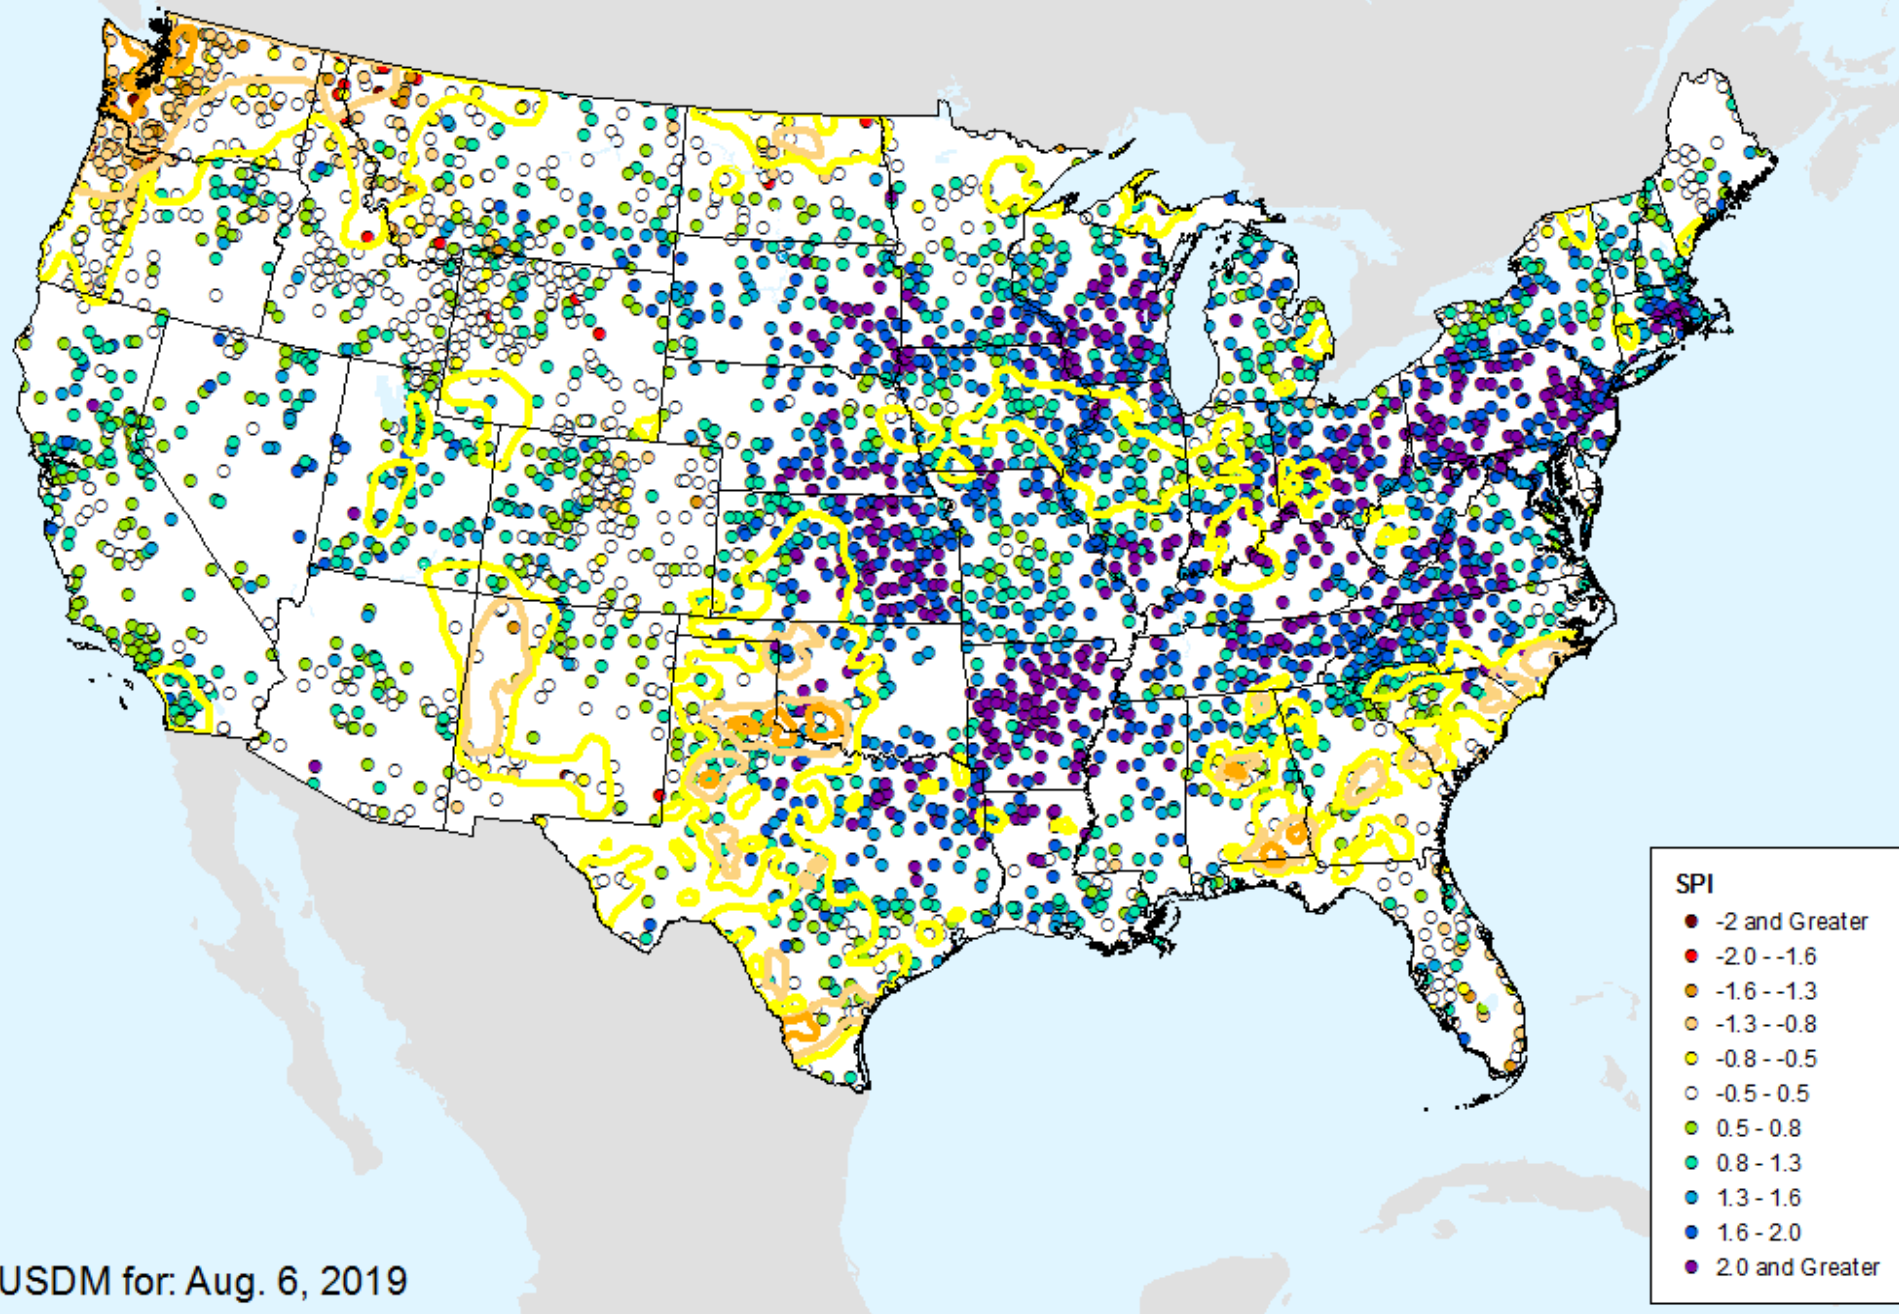 SPI
-2 and Greater
-2.0 - -1.6
-1.6 - -1.3
-1.3 - -0.8
-0.8 - -0.5
-0.5 - 0.5
0.5 - 0.8
0.8 - 1.3
1.3 - 1.6
1.6 - 2.0
2.0 and Greater
USDM for: Aug. 6, 2019